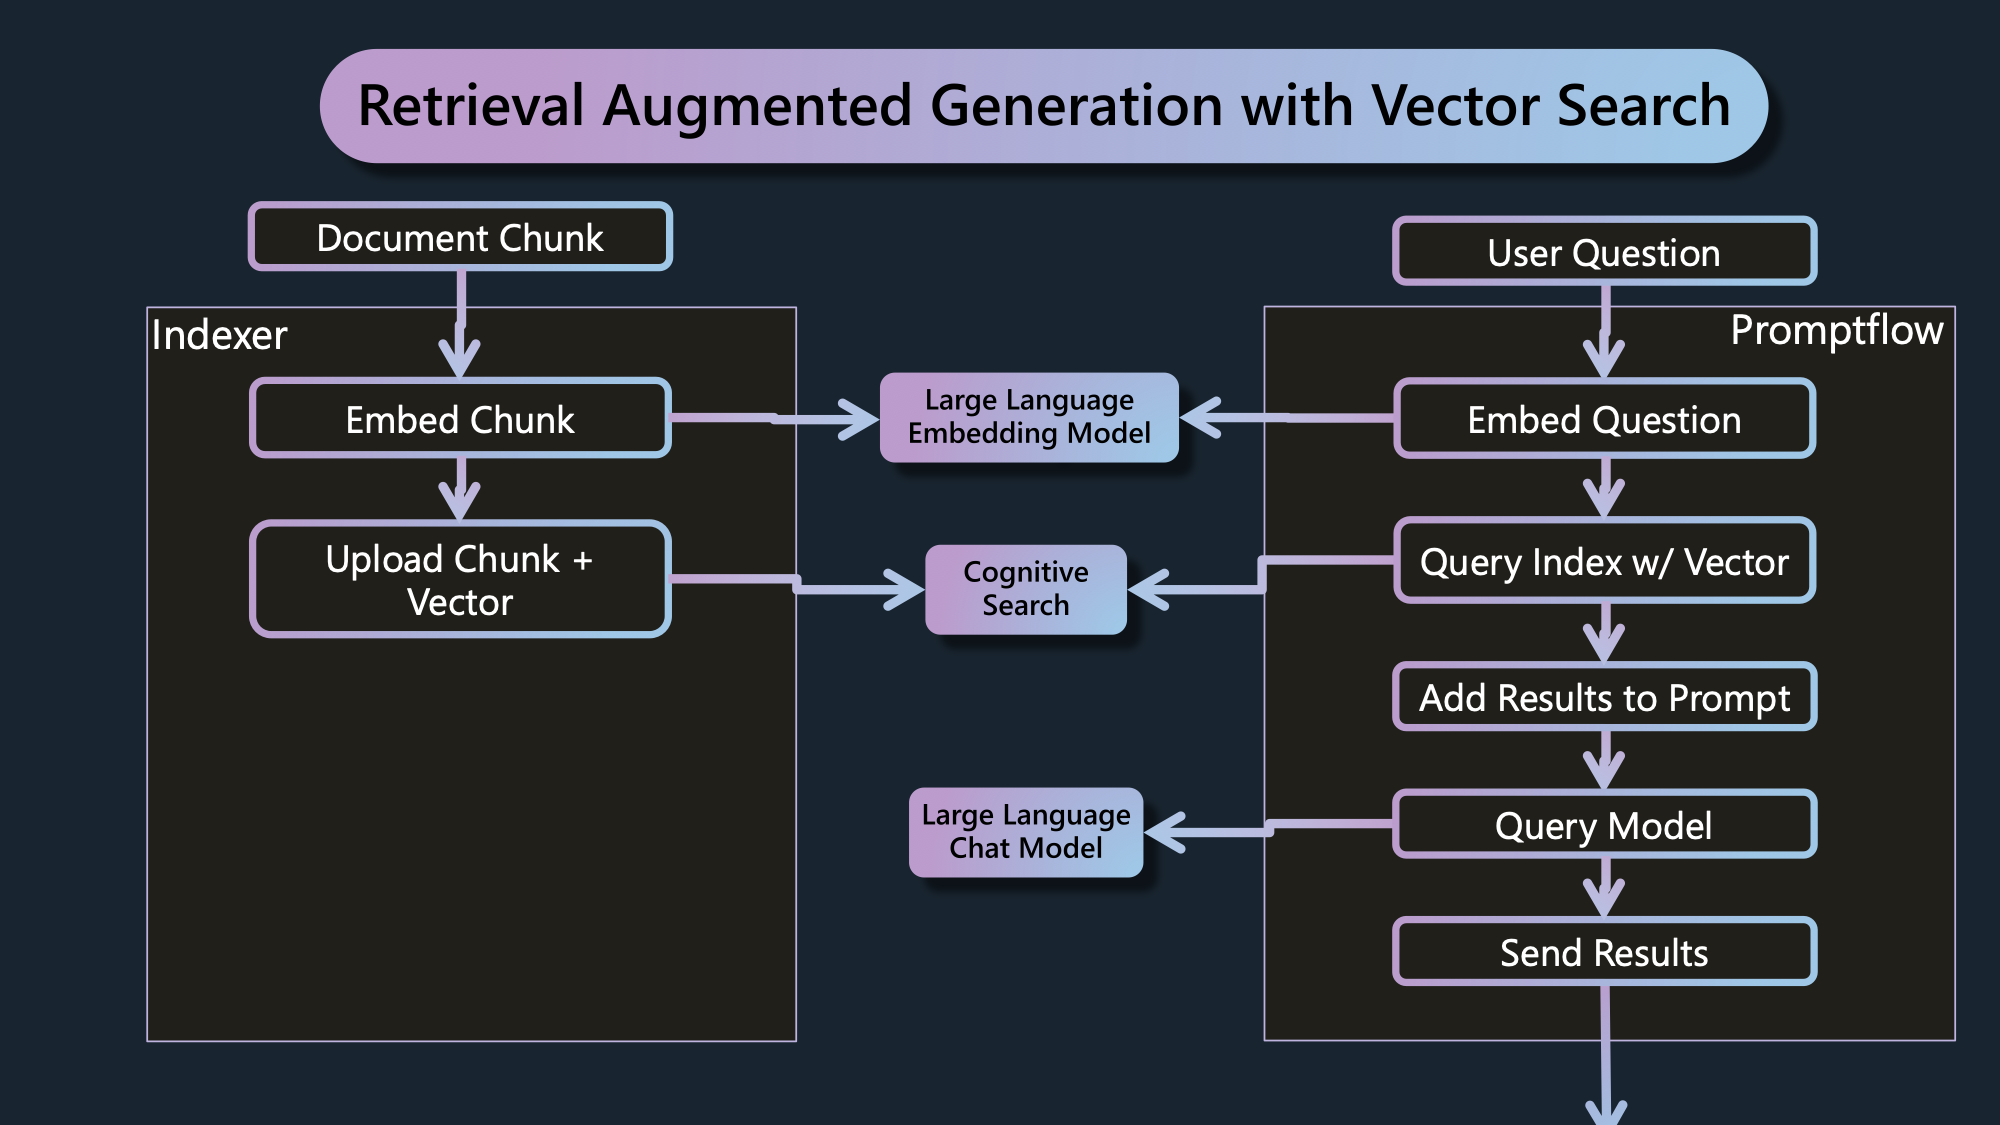 Retrieval Augmented Generation with Vector Search
Document Chunk
Indexer
Embed Chunk
Upload Chunk +
Vector
Large Language
Embedding Model
Cognitive
Search
Large Language
Chat Model
User Question
Promptflow
Embed Question
Query Index w/ Vector
Add Results to Prompt
Query Model
Send Results